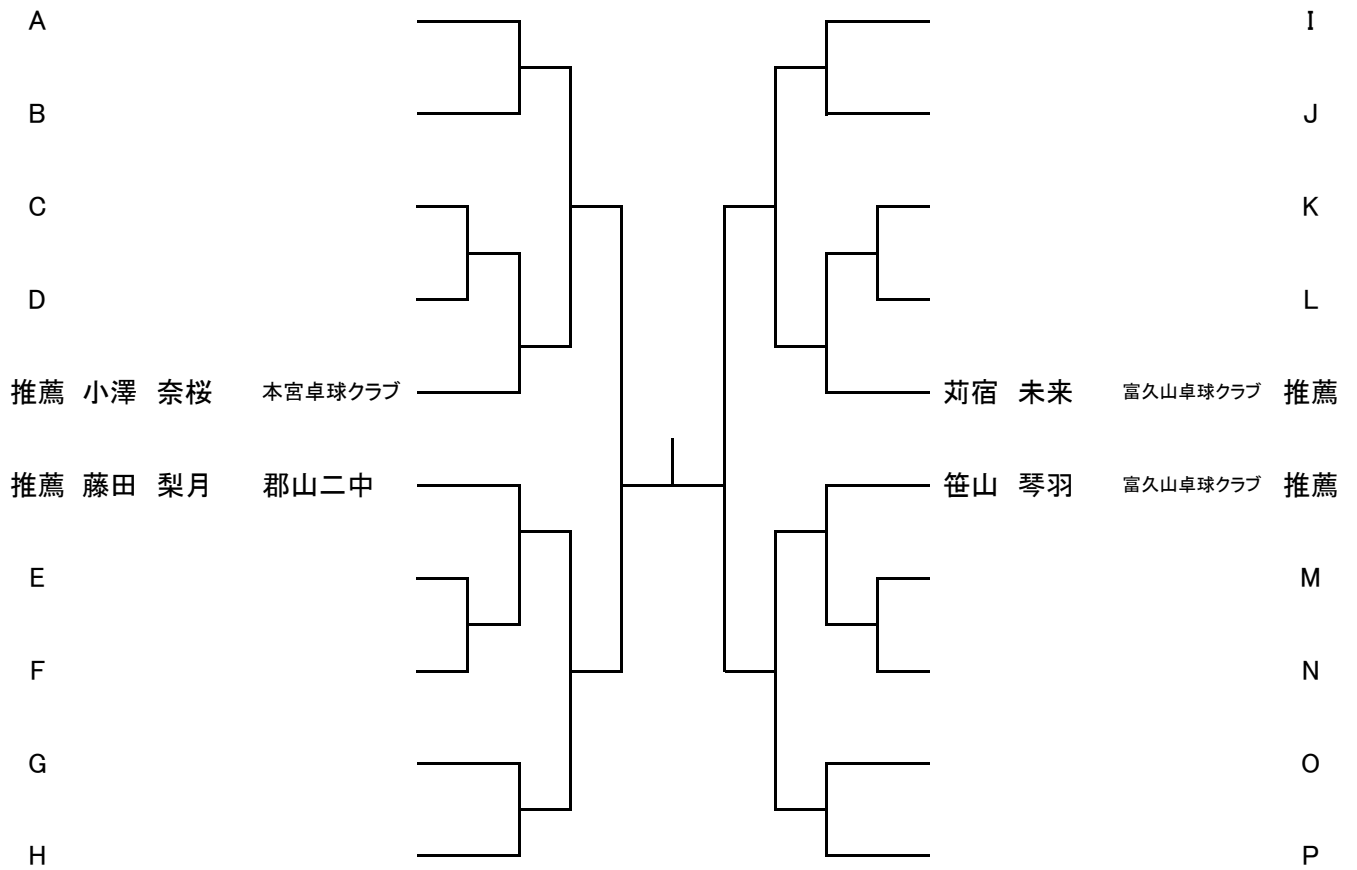 A I
B J
C K
D L
推薦 小澤 奈桜 本宮卓球クラブ 苅宿 未来 富久山卓球クラブ 推薦
推薦 藤田 梨月 郡山二中 笹山 琴羽 富久山卓球クラブ 推薦
E M
F N
G O
H P